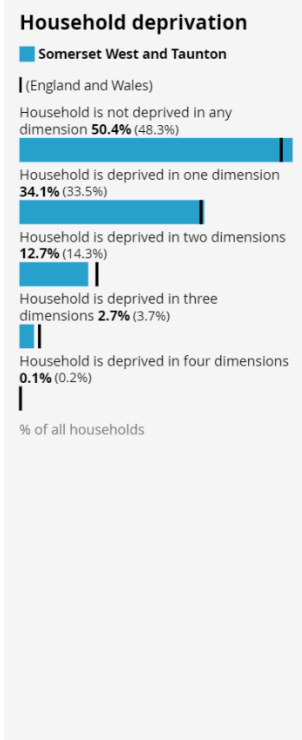 Household deprivation
Somerset West and Taunton
(England and Wales)
Household is not deprived in any
dimension 50.4% (48.3%)
Household is deprived in one dimension
34.1% (33.5%)
Household is deprived in two dimensions
12.7% (14.3%)
Household is deprived in three
dimensions 2.7% (3.7%)
Household is deprived in four dimensions
0.1% (0.2%)
% of all households